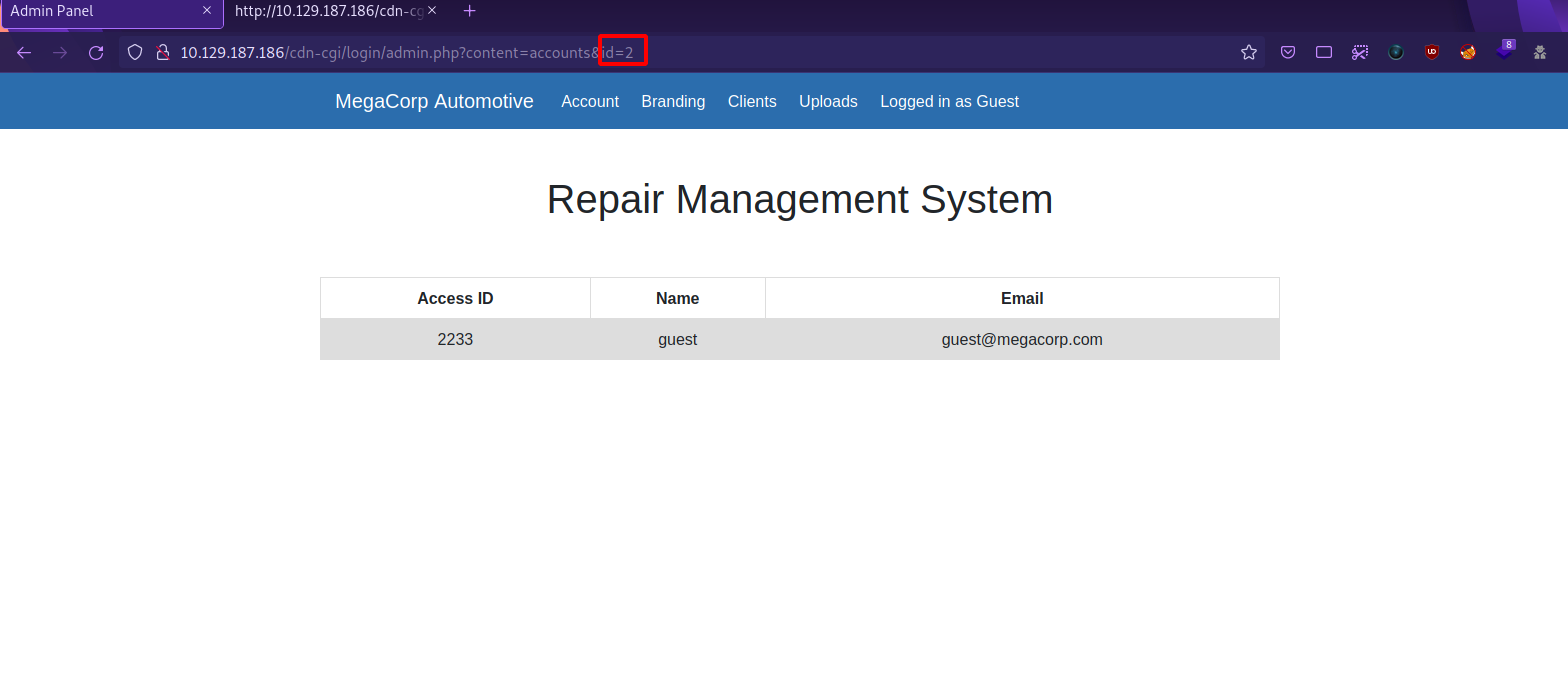 Admin Panel http://10.129.187.186/cdn-cg
10.129.187.186/cdn-cgi/login/admin.php?content=accounts&id=2 8
MegaCorp Automotive Account Branding Clients Uploads Logged in as Guest
Repair Management System
Access ID Name Email
2233 guest guest@megacorp.com